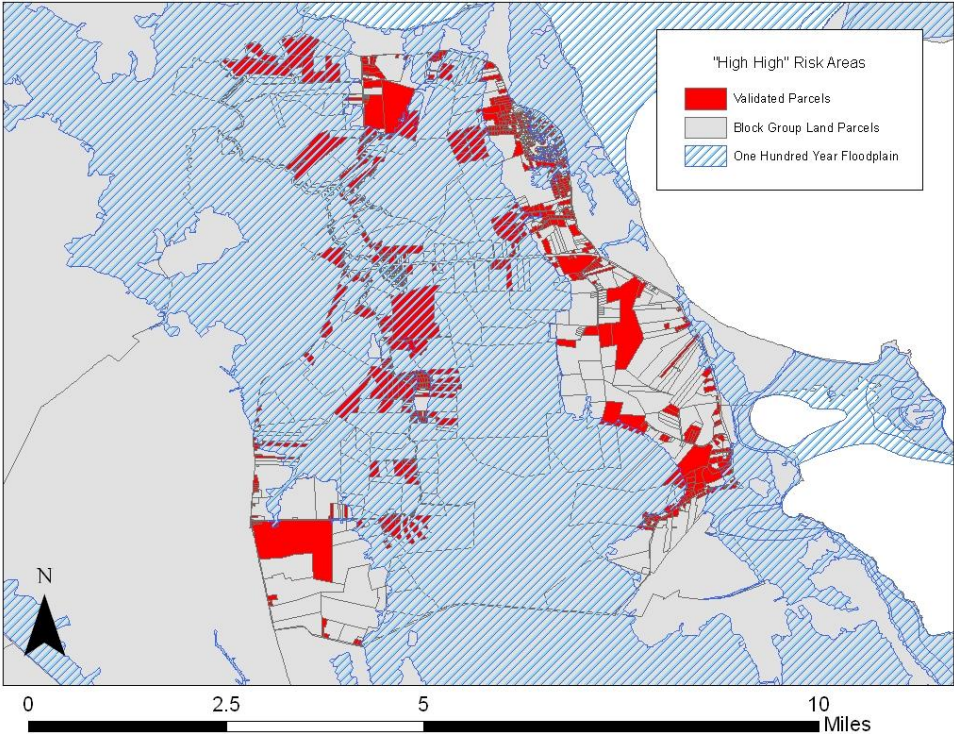 "High High" Risk Areas
Validated Parcels
Block Group Land Parcels
One Hundred Year Floodplain
N
0 2.5 5 10
Miles